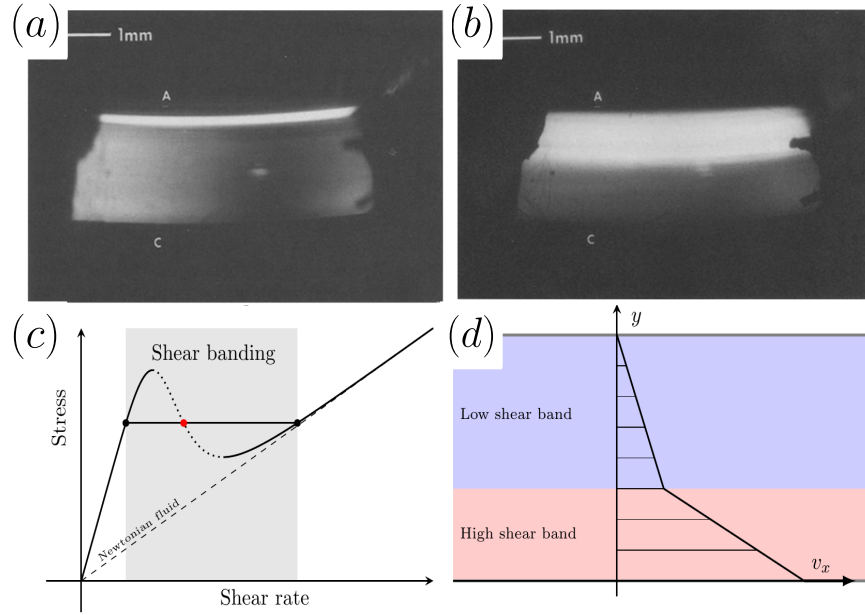 (a)
1mm
A
C
(b)
1mm
A
C
(c)
Shear banding
Stress
Newtonian fluid
Shear rate
(d)
y
Low shear band
High shear band
v_x